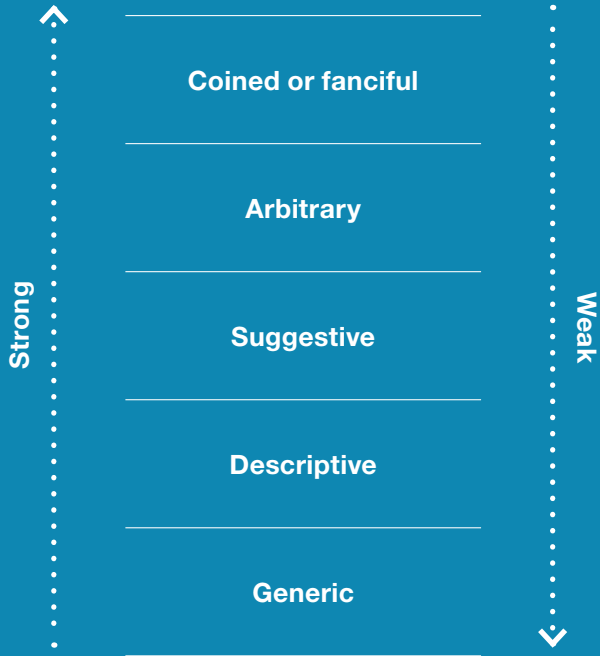 Coined or fanciful
Arbitrary
Suggestive
Descriptive
Generic
Strong
Weak